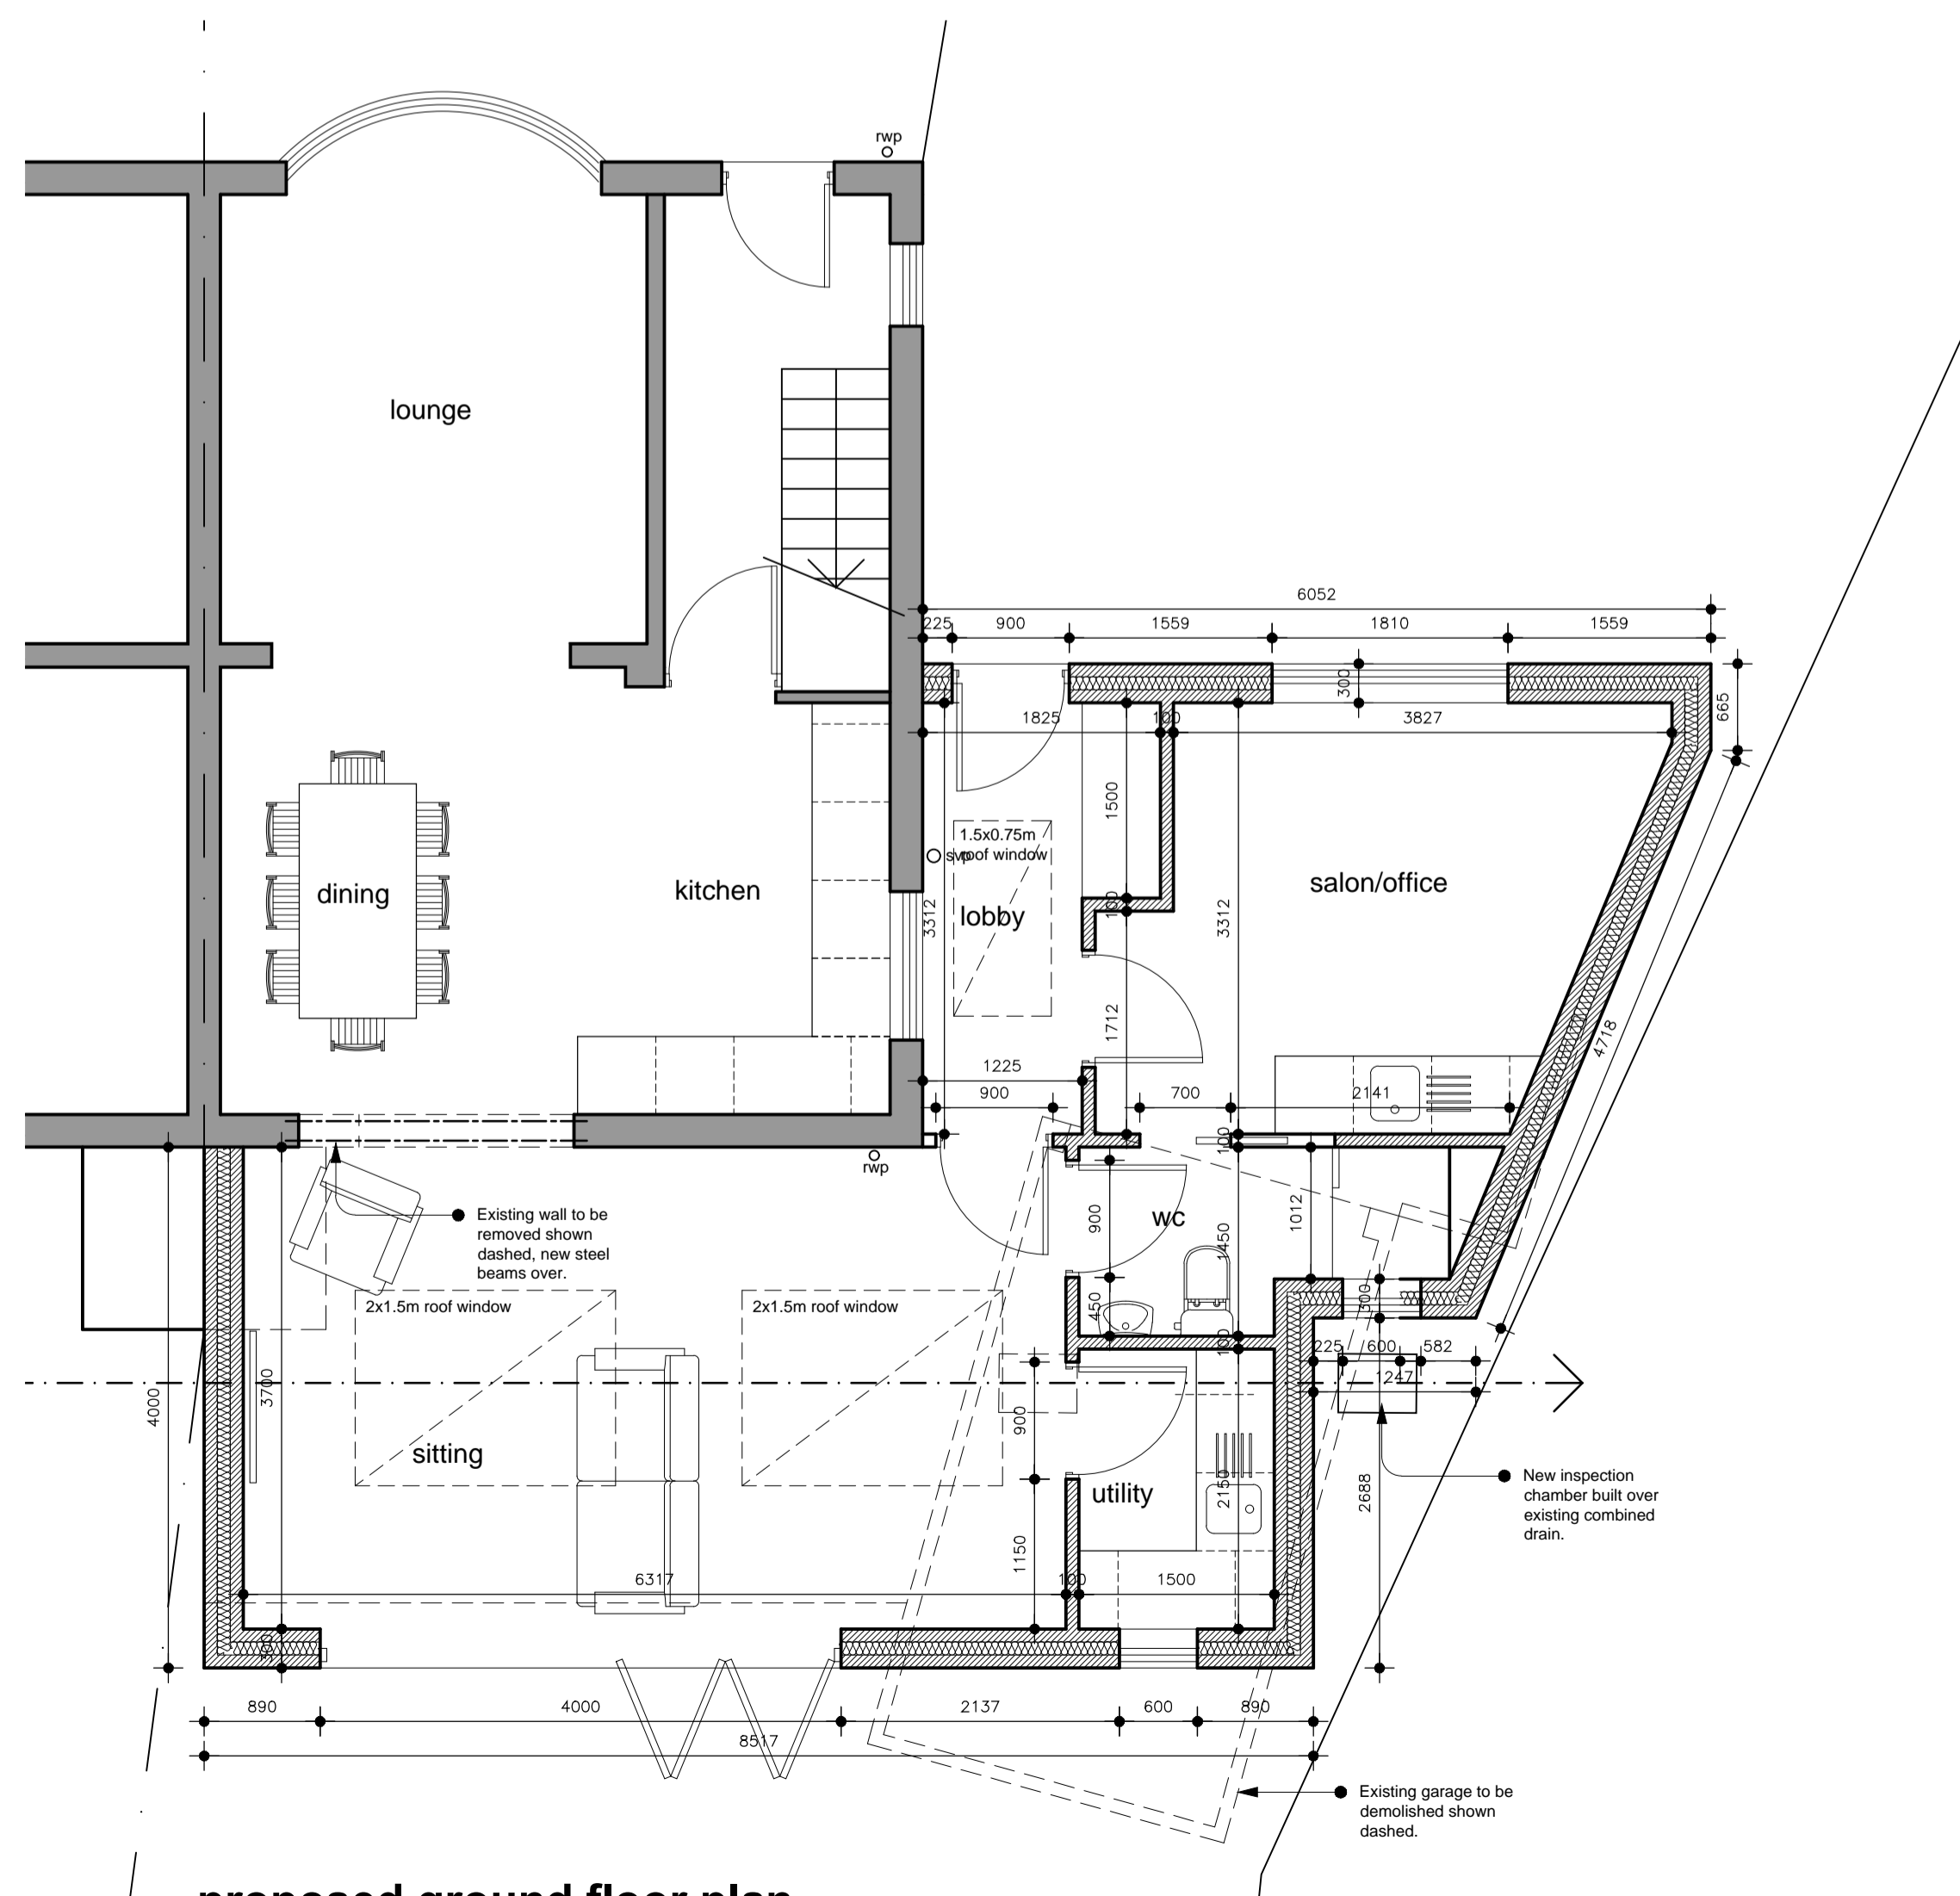 rwp
lounge
6052
225
900
1559
1810
1559
300
665
1825
100
3827
1500
1.5x0.75m
roof window
svp
dining
kitchen
lobby
salon/office
3312
100
3312
1712
4718
1225
900
700
2141
100
rwp
Existing wall to be
removed shown
dashed, new steel
beams over.
wc
900
1450
1012
450
300
100
2x1.5m roof window
2x1.5m roof window
225
600
582
1247
4000
3700
sitting
900
utility
2150
2688
New inspection
chamber built over
existing combined
drain.
1150
6317
100
1500
300
890
4000
2137
600
890
8517
Existing garage to be
demolished shown
dashed.
proposed ground floor plan